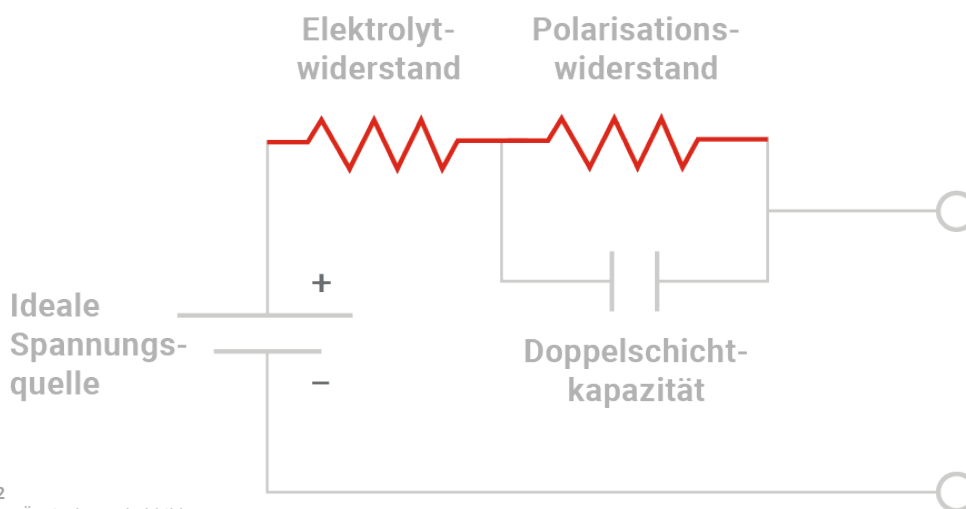 Elektrolyt-
widerstand
Polarisations-
widerstand
+
Ideale
Spannungs-
quelle
–
Doppelschicht-
kapazität
2